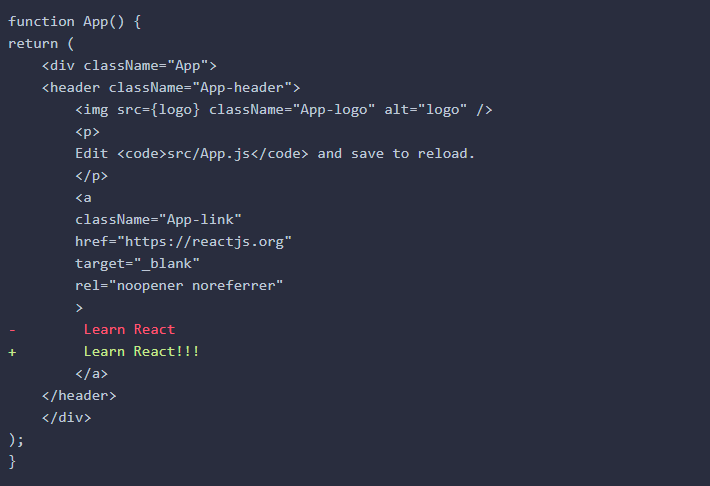 function App() {
return (
    <div className="App">
    <header className="App-header">
        <img src={logo} className="App-logo" alt="logo" />
        <p>
        Edit <code>src/App.js</code> and save to reload.
        </p>
        <a
        className="App-link"
        href="https://reactjs.org"
        target="_blank"
        rel="noopener noreferrer"
        >
-        Learn React
+        Learn React!!!
        </a>
    </header>
    </div>
);
}